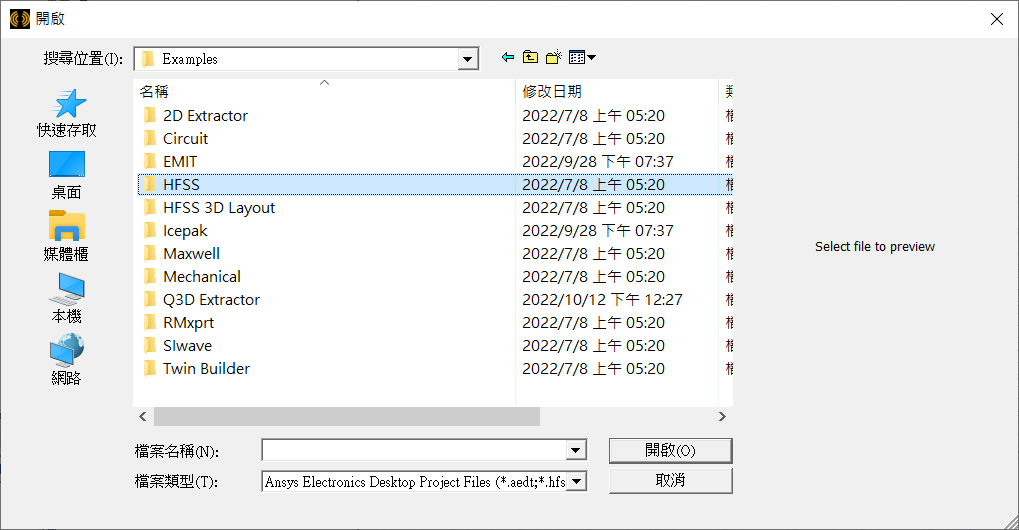 開啟
搜尋位置(I): Examples
快速存取
桌面
媒體櫃
本機
網路
名稱 修改日期
2D Extractor 2022/7/8 上午 05:20
Circuit 2022/7/8 上午 05:20
EMIT 2022/9/28 下午 07:37
HFSS 2022/7/8 上午 05:20
HFSS 3D Layout 2022/7/8 上午 05:20
Icepak 2022/9/28 下午 07:37
Maxwell 2022/7/8 上午 05:20
Mechanical 2022/7/8 上午 05:20
Q3D Extractor 2022/10/12 下午 12:27
RMxprt 2022/7/8 上午 05:20
SIwave 2022/7/8 上午 05:20
Twin Builder 2022/7/8 上午 05:20
Select file to preview
檔案名稱(N): 開啟(O)
檔案類型(T): Ansys Electronics Desktop Project Files (*.aedt;*.hfs 取消